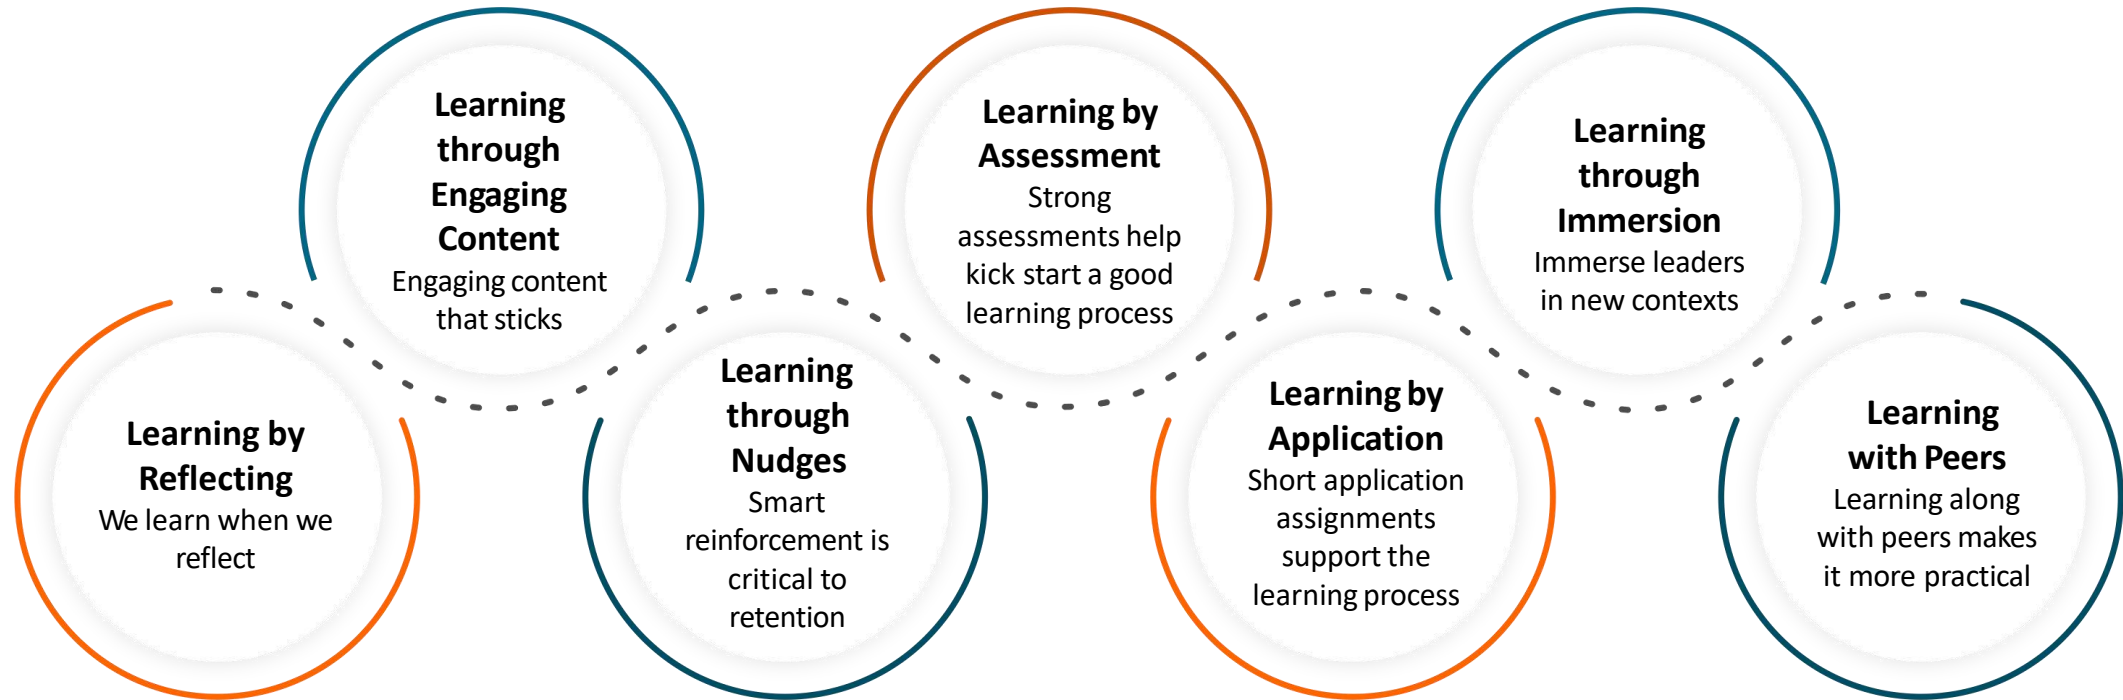 Learning by
Reflecting
We learn when we
reflect
Learning
through
Engaging
Content
Engaging content
that sticks
Learning
through
Nudges
Smart
reinforcement is
critical to
retention
Learning by
Assessment
Strong
assessments help
kick start a good
learning process
Learning by
Application
Short application
assignments
support the
learning process
Learning
through
Immersion
Immerse leaders
in new contexts
Learning
with Peers
Learning along
with peers makes
it more practical